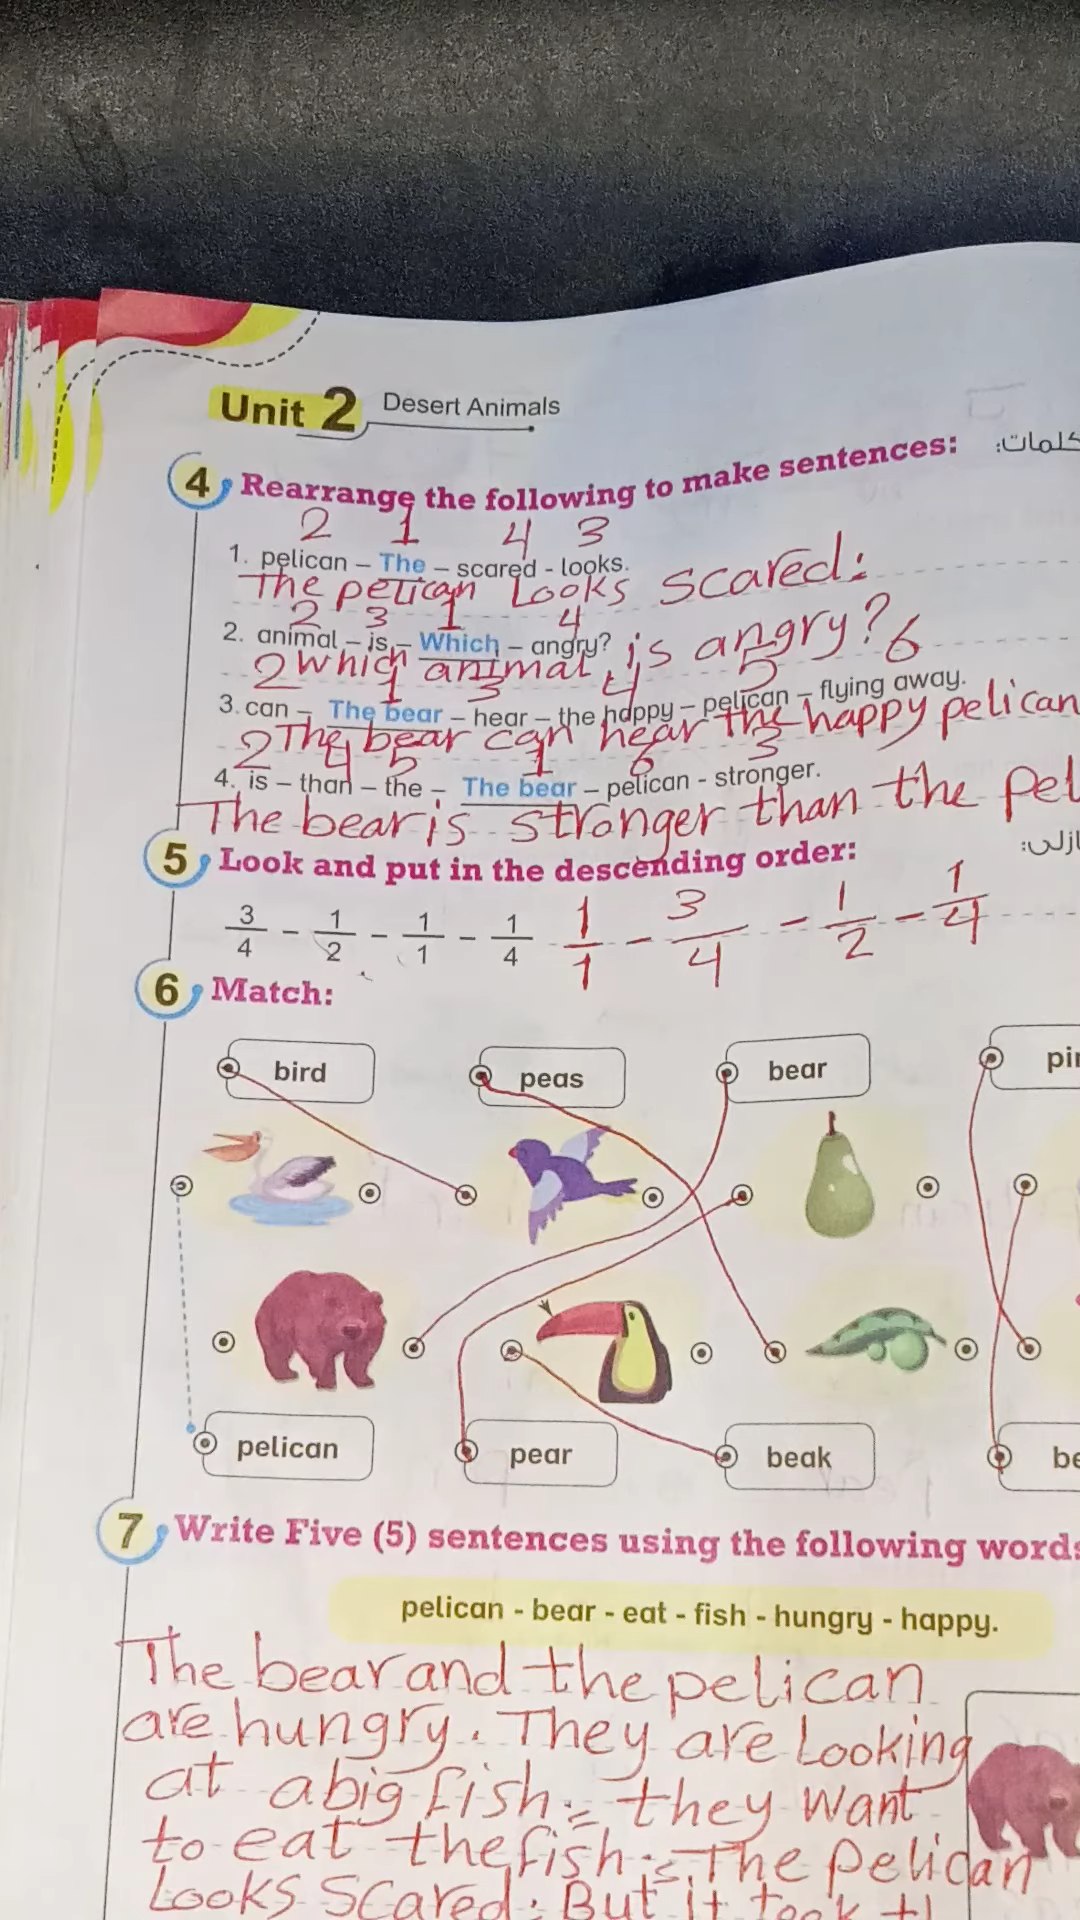 Unit 2 Desert Animals
4 Rearrange the following to make sentences:
2 1 4 3
1. pelican – The – scared - looks.
The pelican Looks scared.
2 3 1 4
2. animal – is – Which – angry?
which animal is angry?
2 1 3 4 5 6
3. can – The bear – hear – the happy – pelican – flying away.
The bear can hear the happy pelican
2 4 5 1 6 3
4. is – than – the – The bear – pelican - stronger.
The bear is stronger than the pel
5 Look and put in the descending order:
3/4 – 1/2 – 1/1 – 1/4 1/1 – 3/4 – 1/2 – 1/4
6 Match:
bird peas bear
pelican pear beak
7 Write Five (5) sentences using the following words
pelican - bear - eat - fish - hungry - happy.
The bear and the pelican
are hungry. They are Looking
at a big fish. they want
to eat the fish. The Pelican
Looks Scared. But it took